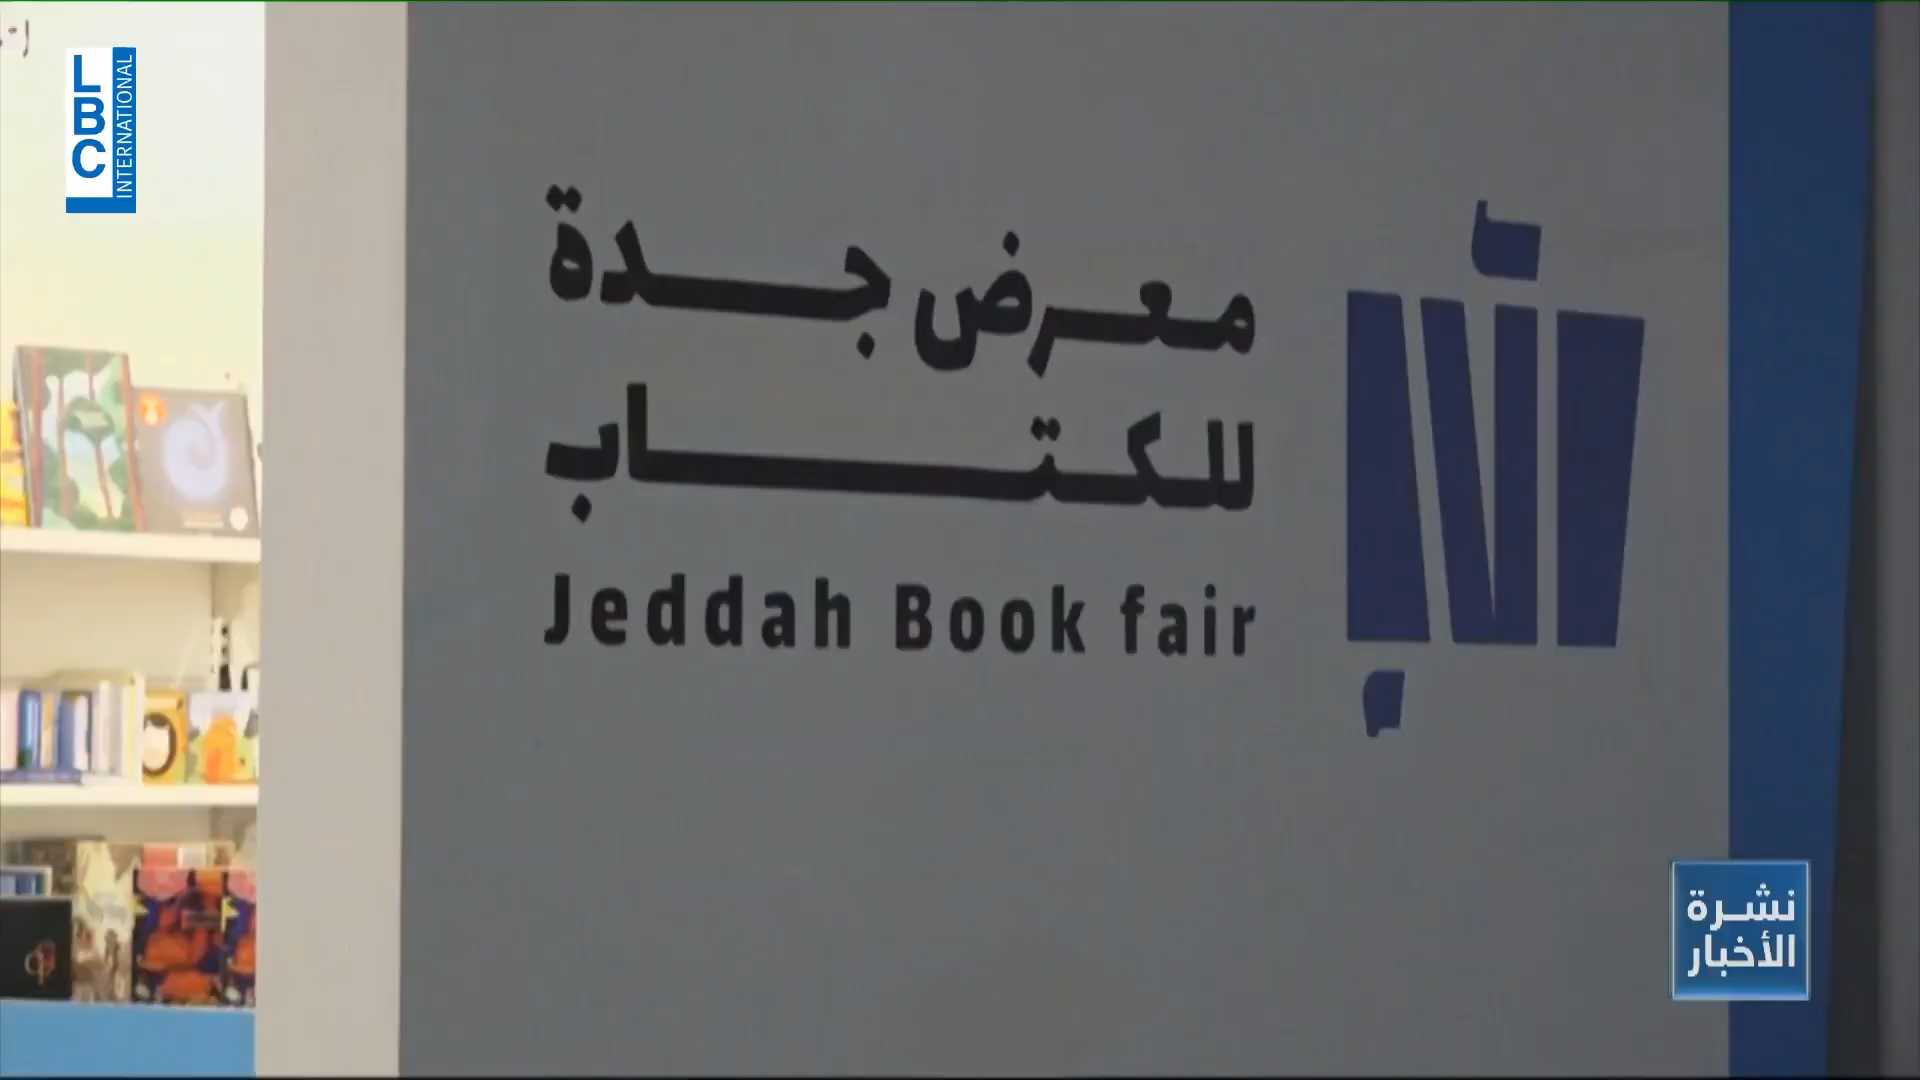 LBC
INTERNATIONAL
معرض جدة
للكتاب
Jeddah Book fair
نشرة
الأخبار